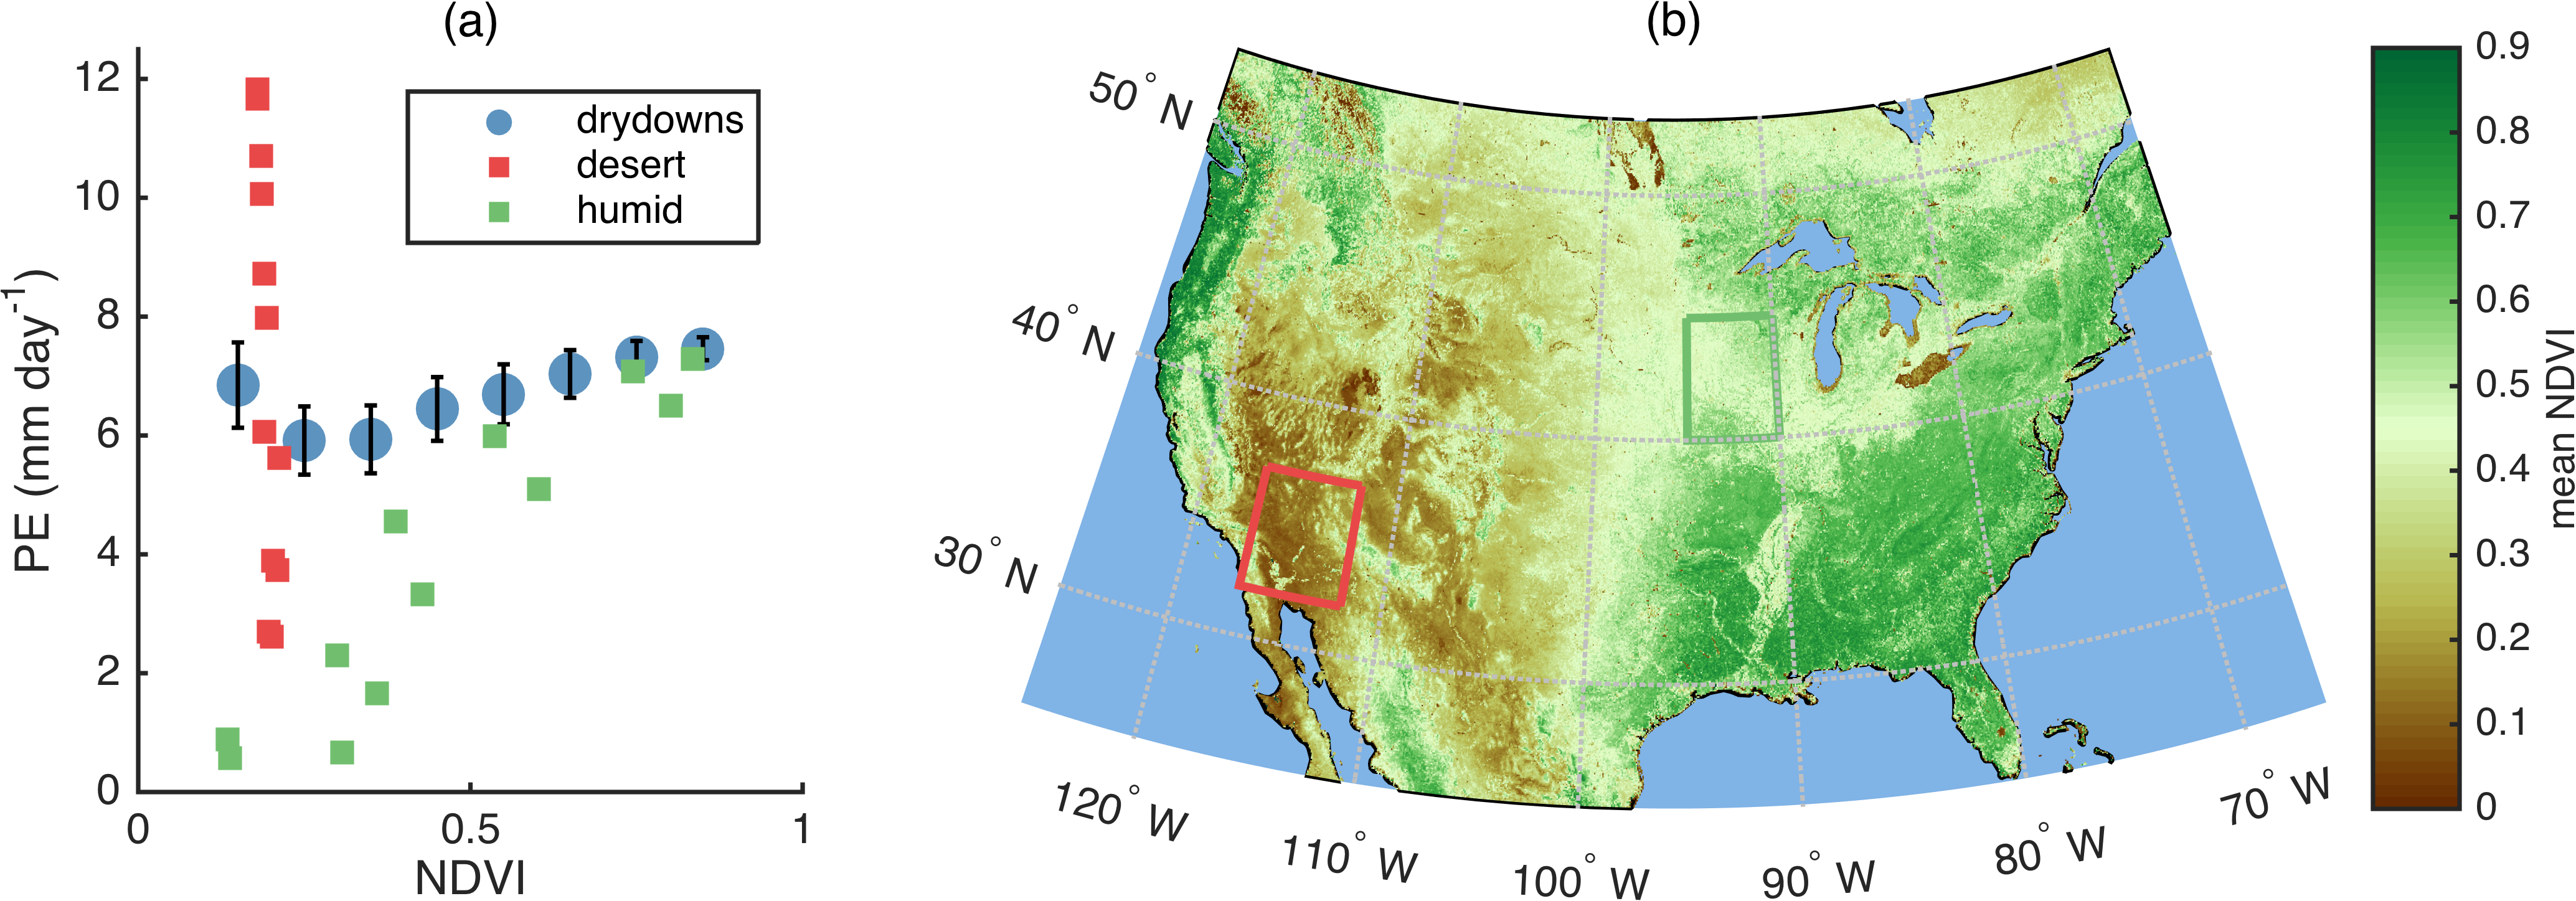 (a)
PE (mm day-1)
12
10
8
6
4
2
0
0
0.5
1
NDVI
drydowns
desert
humid
(b)
50° N
40° N
30° N
120° W
110° W
100° W
90° W
80° W
70° W
0.9
0.8
0.7
0.6
0.5
0.4
0.3
0.2
0.1
0
mean NDVI